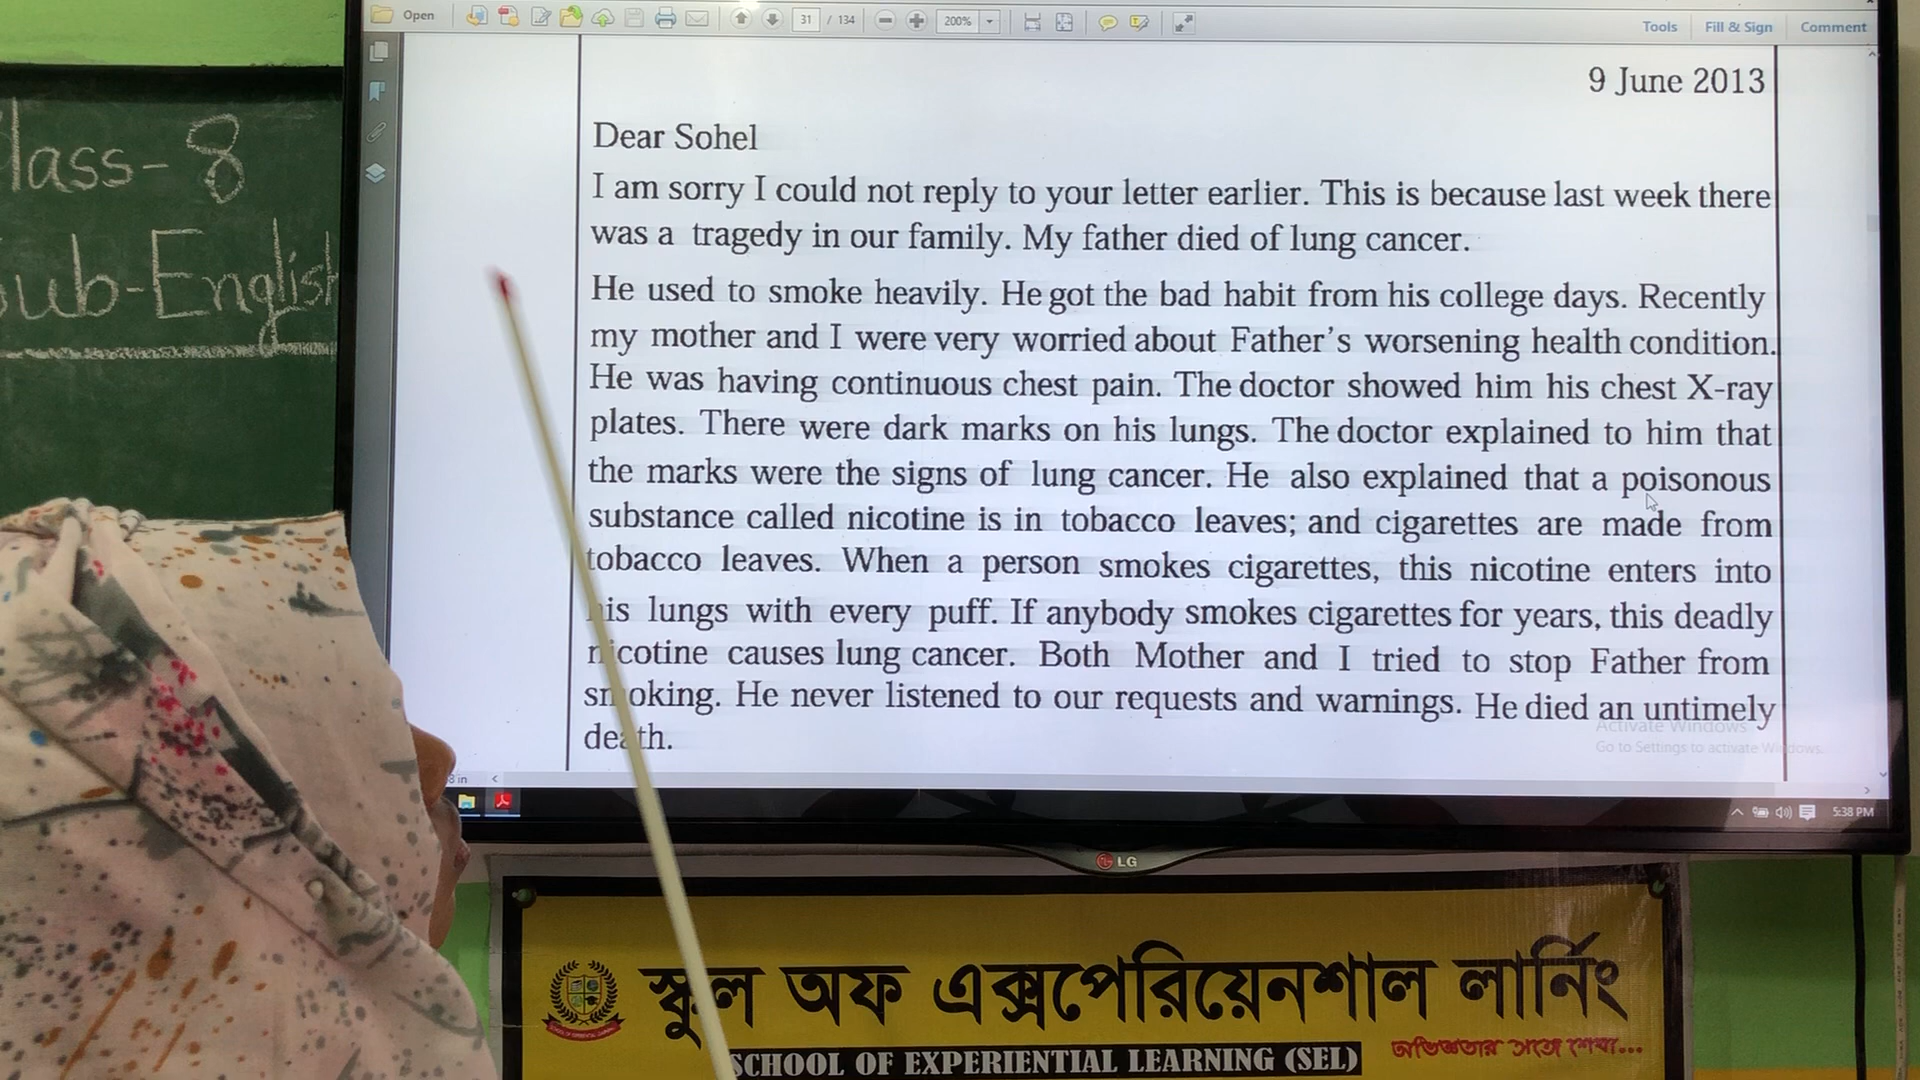 Open
31 / 134
200%
Tools
Fill & Sign
Comment
lass-8
Sub-English
9 June 2013
Dear Sohel
I am sorry I could not reply to your letter earlier. This is because last week there
was a tragedy in our family. My father died of lung cancer.
He used to smoke heavily. He got the bad habit from his college days. Recently
my mother and I were very worried about Father's worsening health condition.
He was having continuous chest pain. The doctor showed him his chest X-ray
plates. There were dark marks on his lungs. The doctor explained to him that
the marks were the signs of lung cancer. He also explained that a poisonous
substance called nicotine is in tobacco leaves; and cigarettes are made from
tobacco leaves. When a person smokes cigarettes, this nicotine enters into
his lungs with every puff. If anybody smokes cigarettes for years, this deadly
nicotine causes lung cancer. Both Mother and I tried to stop Father from
smoking. He never listened to our requests and warnings. He died an untimely
death.
Activate Windows
Go to Settings to activate Windows.
8 in
5:38 PM
LG
স্কুল অফ এক্সপেরিয়েনশাল লার্নিং
SCHOOL OF EXPERIENTIAL LEARNING (SEL)
অভিজ্ঞতার সাথে শেখা...